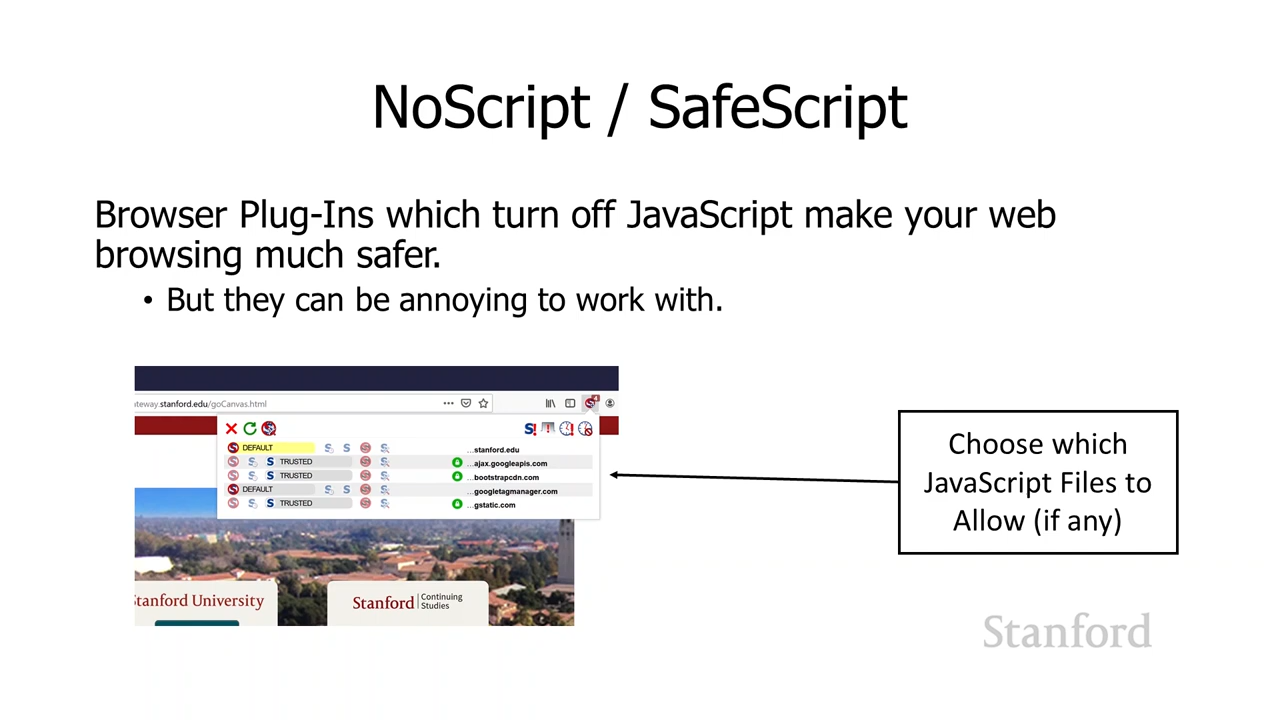 NoScript / SafeScript
Browser Plug-Ins which turn off JavaScript make your web
browsing much safer.
• But they can be annoying to work with.
teway.stanford.edu/goCanvas.html
4
DEFAULT ...stanford.edu
TRUSTED ...ajax.googleapis.com
TRUSTED ...bootstrapcdn.com
DEFAULT ...googletagmanager.com
TRUSTED ...gstatic.com
Choose which
JavaScript Files to
Allow (if any)
tanford University
Stanford Continuing
Studies
Stanford